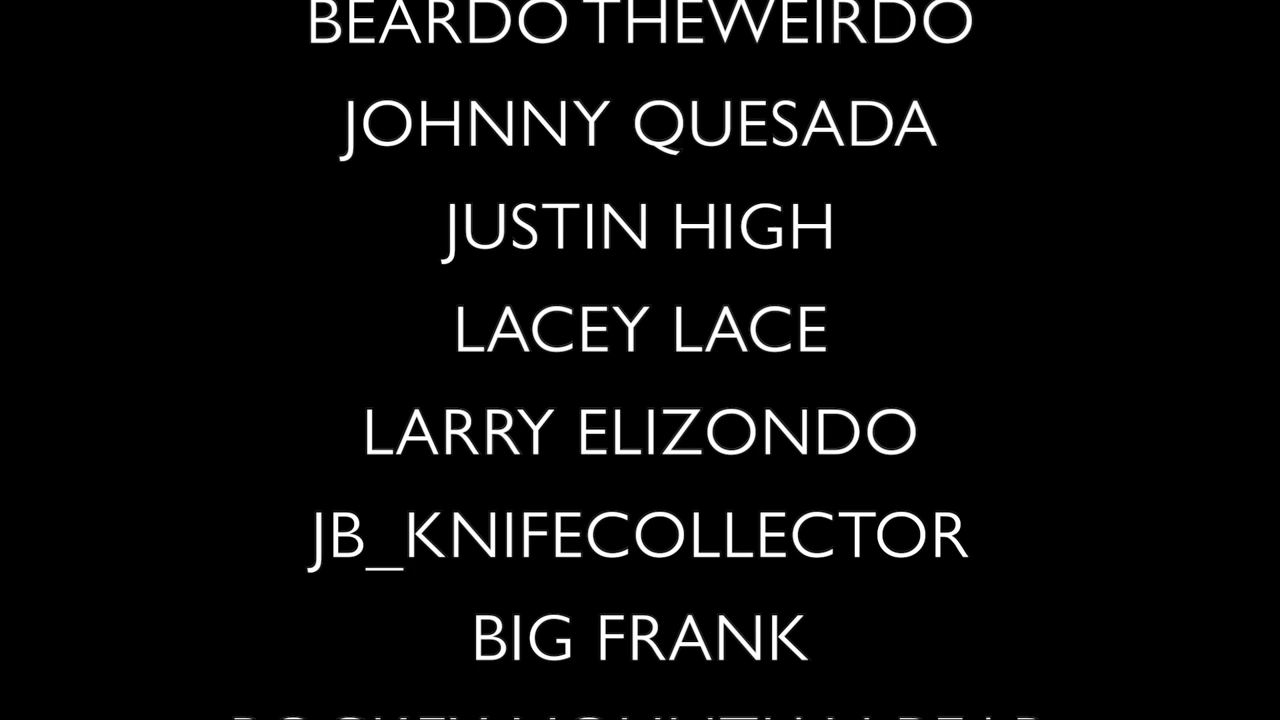 BEARDO THEWEIRDO
JOHNNY QUESADA
JUSTIN HIGH
LACEY LACE
LARRY ELIZONDO
JB_KNIFECOLLECTOR
BIG FRANK